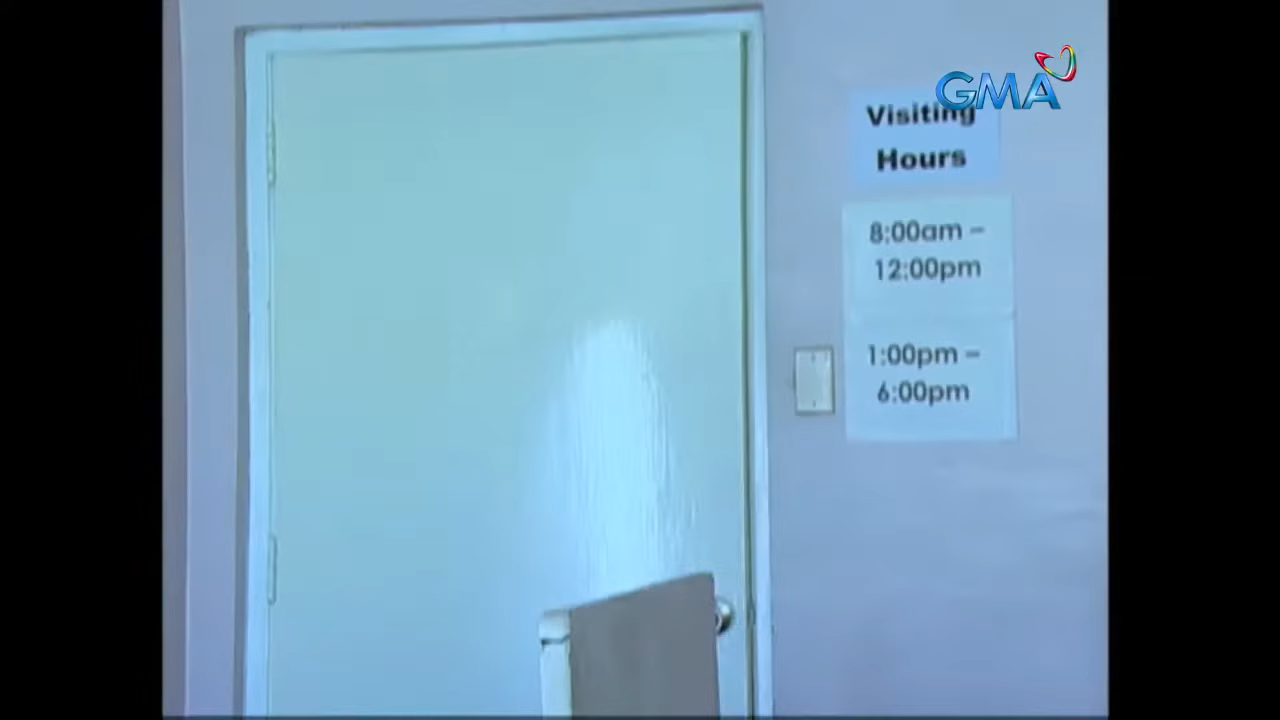 GMA
Visiting
Hours
8:00am –
12:00pm
1:00pm –
6:00pm